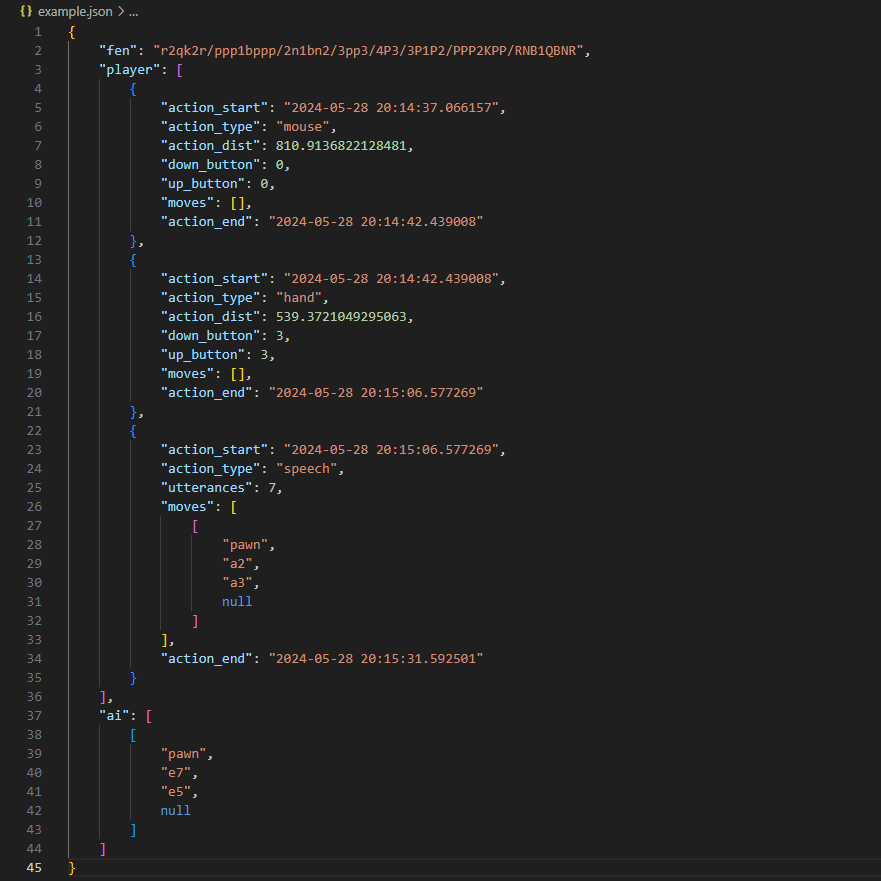 {} example.json > ...
1 {
2     "fen": "r2qk2r/ppp1bppp/2n1bn2/3pp3/4P3/3P1P2/PPP2KPP/RNB1QBNR",
3     "player": [
4         {
5             "action_start": "2024-05-28 20:14:37.066157",
6             "action_type": "mouse",
7             "action_dist": 810.9136822128481,
8             "down_button": 0,
9             "up_button": 0,
10             "moves": [],
11             "action_end": "2024-05-28 20:14:42.439008"
12         },
13         {
14             "action_start": "2024-05-28 20:14:42.439008",
15             "action_type": "hand",
16             "action_dist": 539.3721049295063,
17             "down_button": 3,
18             "up_button": 3,
19             "moves": [],
20             "action_end": "2024-05-28 20:15:06.577269"
21         },
22         {
23             "action_start": "2024-05-28 20:15:06.577269",
24             "action_type": "speech",
25             "utterances": 7,
26             "moves": [
27                 [
28                     "pawn",
29                     "a2",
30                     "a3",
31                     null
32                 ]
33             ],
34             "action_end": "2024-05-28 20:15:31.592501"
35         }
36     ],
37     "ai": [
38         [
39             "pawn",
40             "e7",
41             "e5",
42             null
43         ]
44     ]
45 }